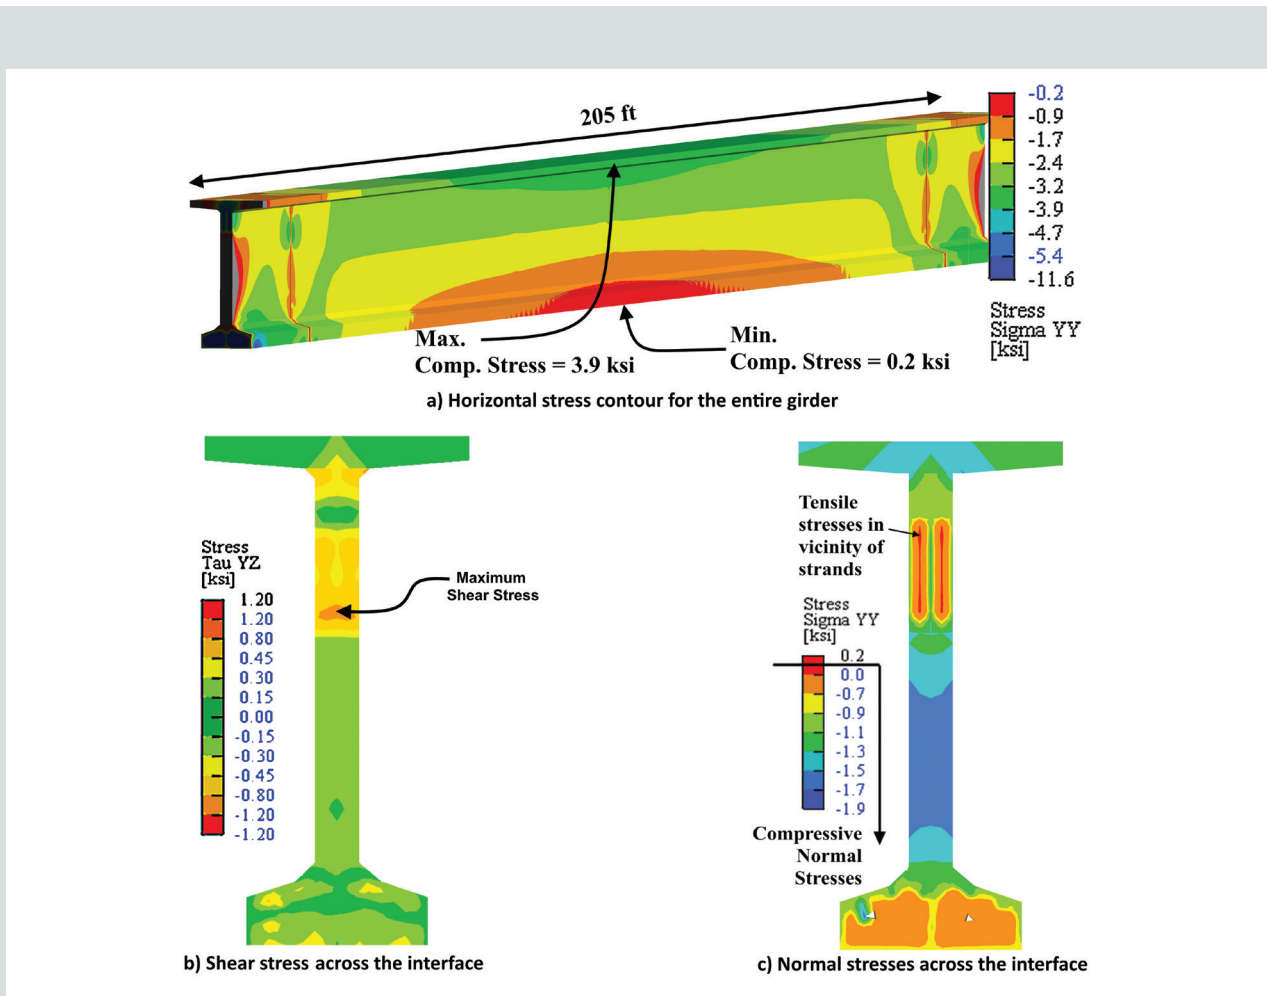 205 ft
-0.2
-0.9
-1.7
-2.4
-3.2
-3.9
-4.7
-5.4
-11.6
Stress
Sigma YY
[ksi]
Max.
Comp. Stress = 3.9 ksi
Min.
Comp. Stress = 0.2 ksi
a) Horizontal stress contour for the entire girder
Stress
Tau YZ
[ksi]
1.20
1.20
0.80
0.45
0.30
0.15
0.00
-0.15
-0.30
-0.45
-0.80
-1.20
-1.20
Maximum
Shear Stress
b) Shear stress across the interface
Tensile
stresses in
vicinity of
strands
Stress
Sigma YY
[ksi]
0.2
0.0
-0.7
-0.9
-1.1
-1.3
-1.5
-1.7
-1.9
Compressive
Normal
Stresses
c) Normal stresses across the interface